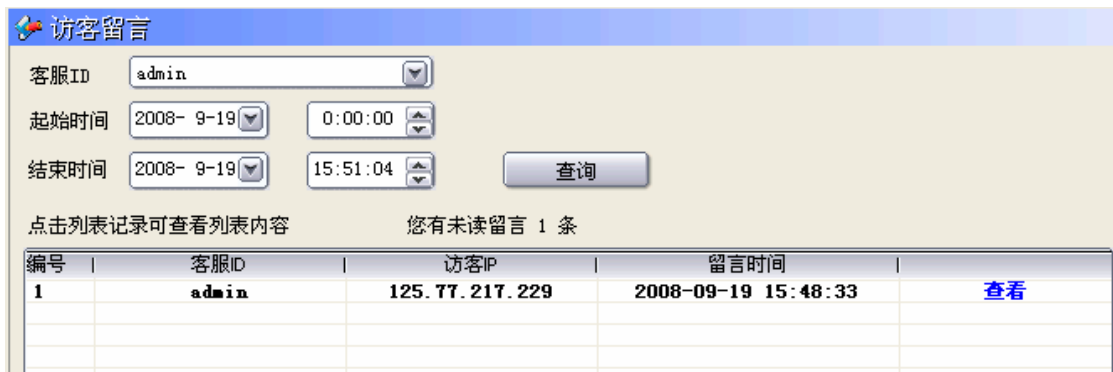 访客留言
客服ID admin
起始时间 2008- 9-19 0:00:00
结束时间 2008- 9-19 15:51:04 查询
点击列表记录可查看列表内容 您有未读留言 1 条
编号 客服ID 访客IP 留言时间
1 admin 125.77.217.229 2008-09-19 15:48:33 查看